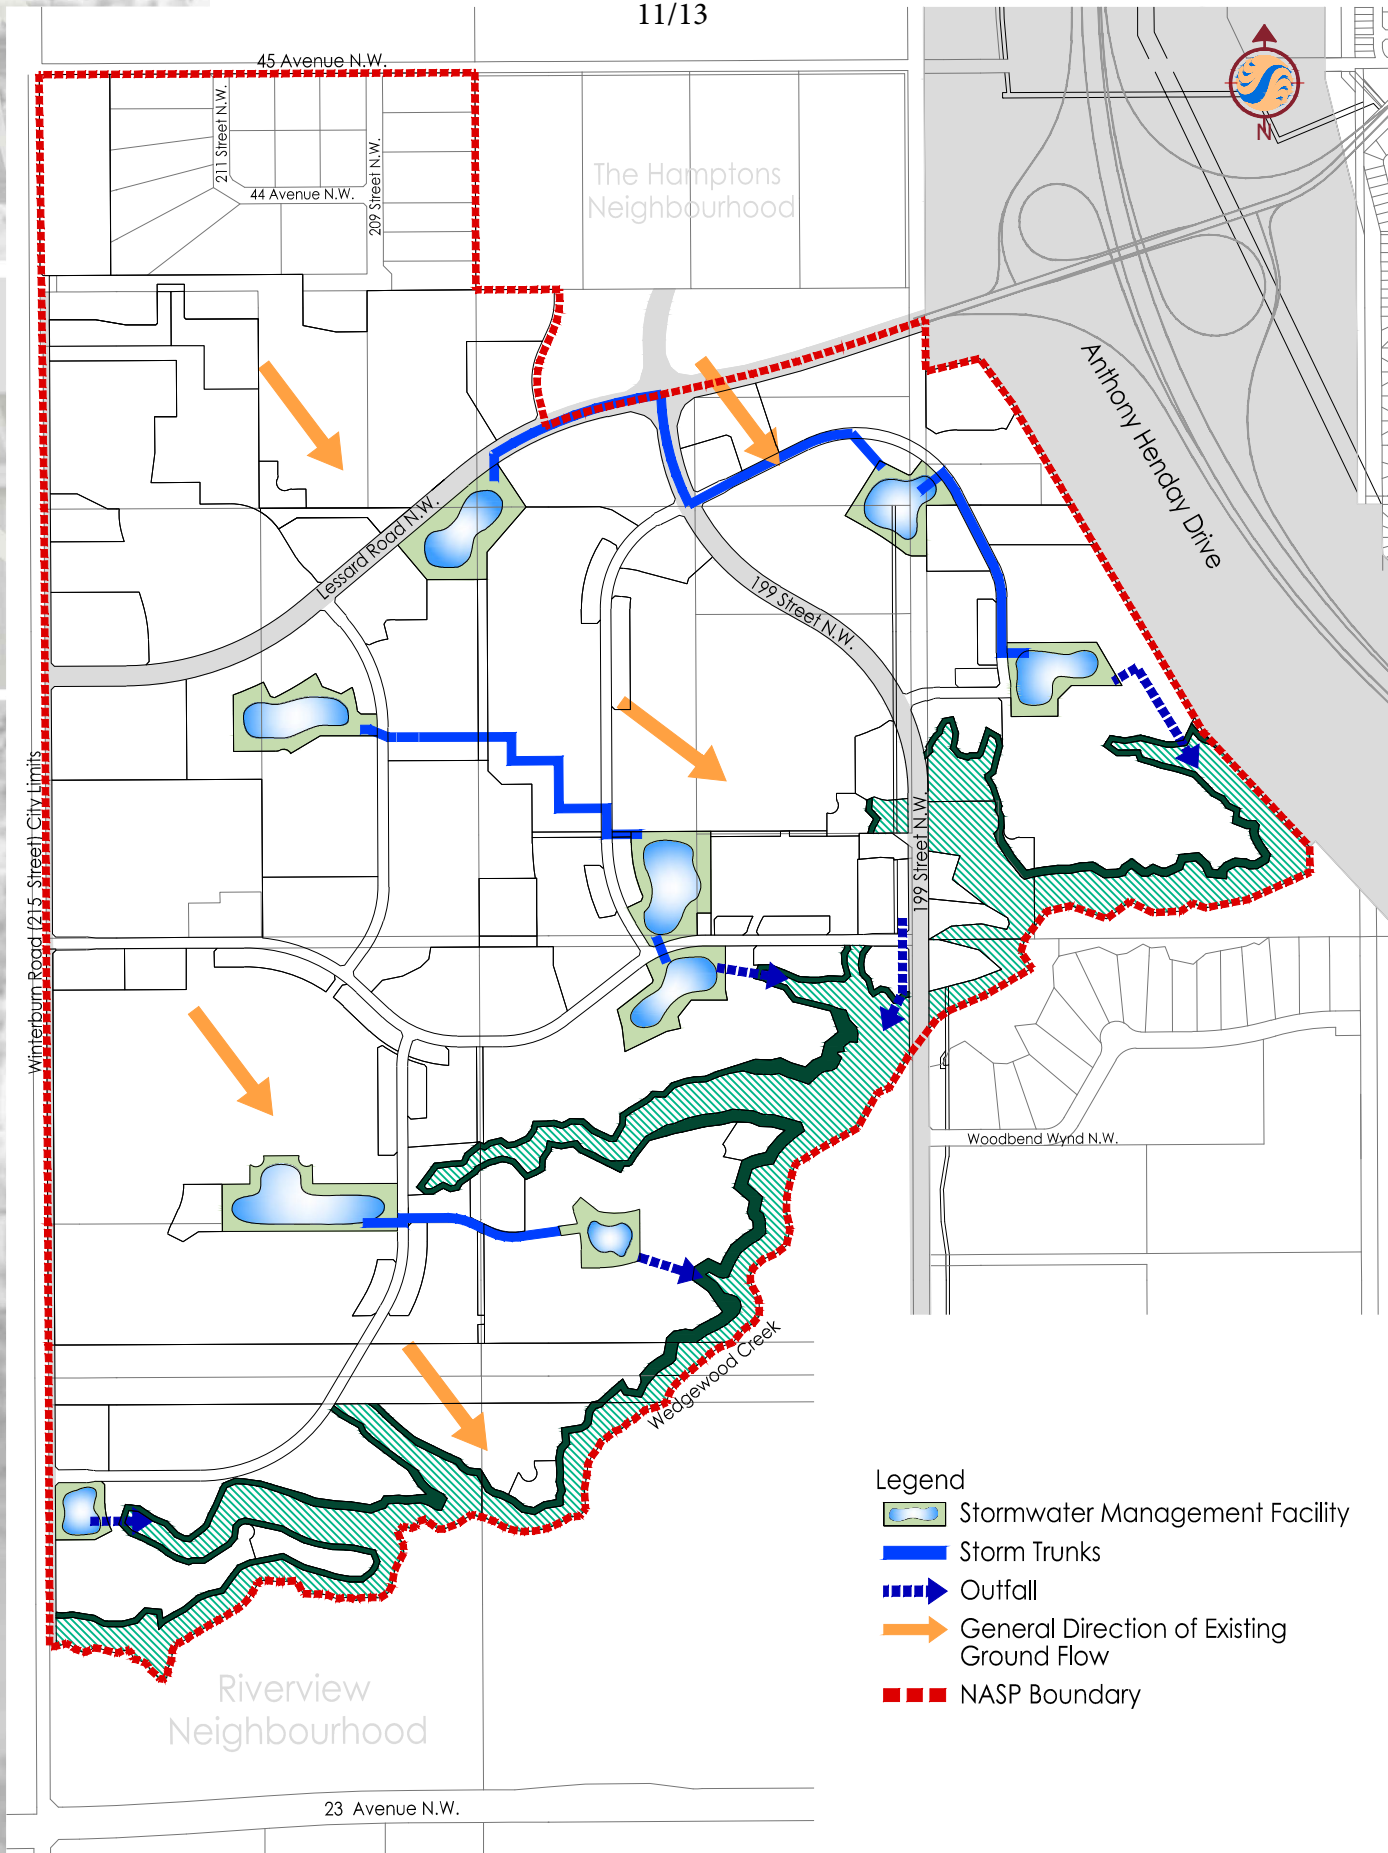 11/13
45 Avenue N.W.
211 Street N.W.
44 Avenue N.W.
209 Street N.W.
The Hamptons
Neighbourhood
N
Anthony Henday Drive
Lessard Road N.W.
199 Street N.W.
Winterburn Road (215 Street) City Limits
199 Street N.W.
Woodbend Wynd N.W.
Wedgewood Creek
Legend
Stormwater Management Facility
Storm Trunks
Outfall
General Direction of Existing
Ground Flow
NASP Boundary
Riverview
Neighbourhood
23 Avenue N.W.